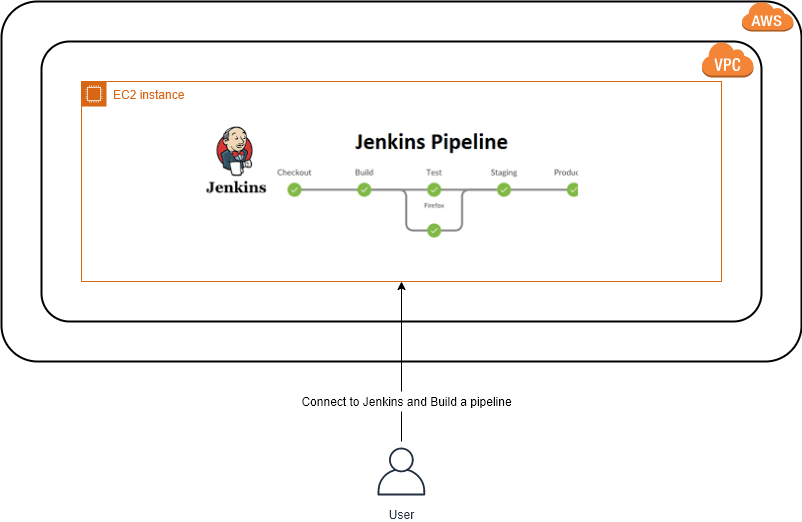 AWS
VPC
EC2 instance
Jenkins Pipeline
Jenkins
Checkout
Build
Test
Staging
Produc
Firefox
Connect to Jenkins and Build a pipeline
User